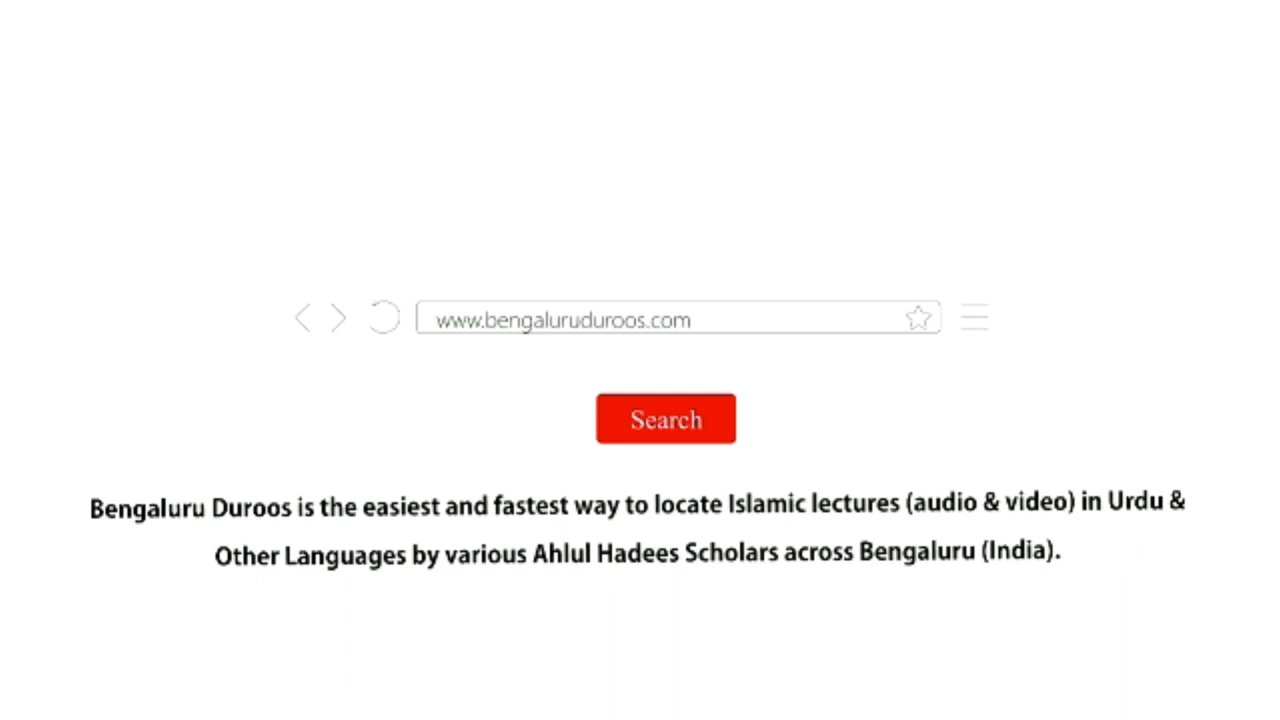 www.bengaluruduroos.com
Search
Bengaluru Duroos is the easiest and fastest way to locate Islamic lectures (audio & video) in Urdu &
Other Languages by various Ahlul Hadees Scholars across Bengaluru (India).